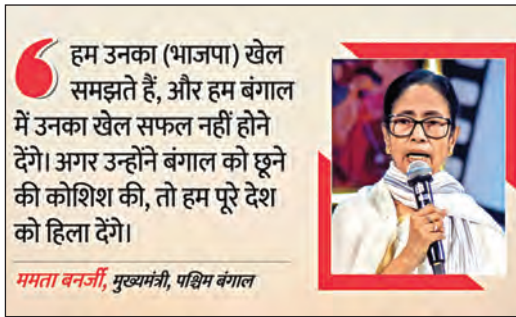 हम उनका (भाजपा) खेल
समझते हैं, और हम बंगाल
में उनका खेल सफल नहीं होने
देंगे। अगर उन्होंने बंगाल को छूने
की कोशिश की, तो हम पूरे देश
को हिला देंगे।
ममता बनर्जी, मुख्यमंत्री, पश्चिम बंगाल